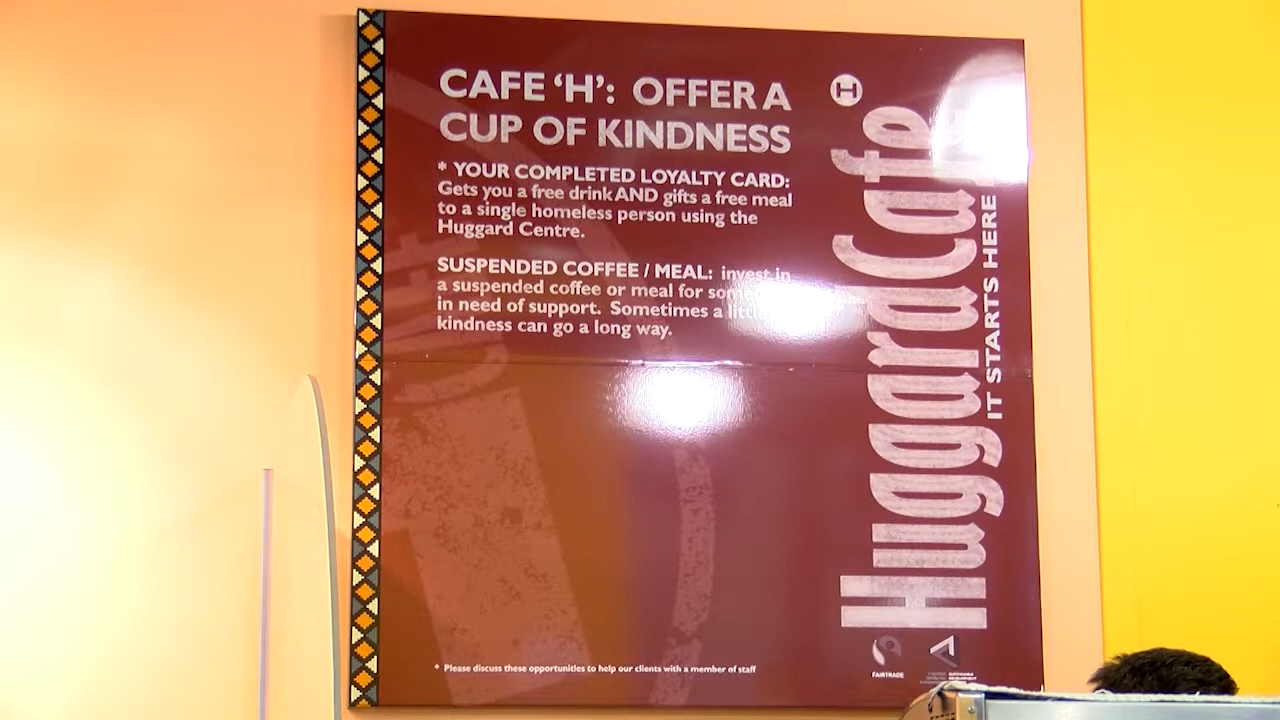 CAFE ‘H’: OFFER A
CUP OF KINDNESS
* YOUR COMPLETED LOYALTY CARD:
Gets you a free drink AND gifts a free meal
to a single homeless person using the
Huggard Centre.
SUSPENDED COFFEE / MEAL: invest in
a suspended coffee or meal for
in need of support. Sometimes a little
kindness can go a long way.
* Please discuss these opportunities to help our clients with a member of staff
H
HuggardCafe
IT STARTS HERE
FAIRTRADE